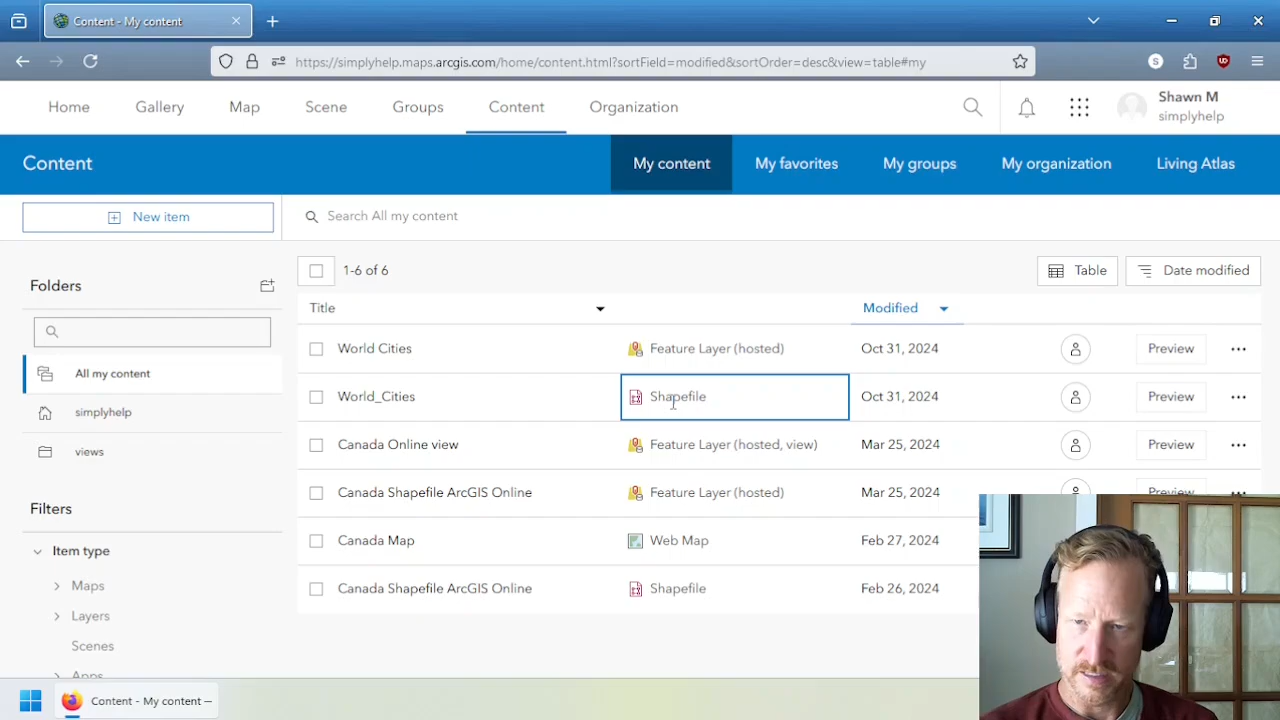 Content - My content
https://simplyhelp.maps.arcgis.com/home/content.html?sortField=modified&sortOrder=desc&view=table#my
S
Home Gallery Map Scene Groups Content Organization
Shawn M
simplyhelp
Content
My content My favorites My groups My organization Living Atlas
New item
Search All my content
Folders
1-6 of 6
Table
Date modified
Title Modified
World Cities Feature Layer (hosted) Oct 31, 2024 Preview
All my content
World_Cities Shapefile Oct 31, 2024 Preview
simplyhelp
Canada Online view Feature Layer (hosted, view) Mar 25, 2024 Preview
views
Canada Shapefile ArcGIS Online Feature Layer (hosted) Mar 25, 2024 Preview
Filters
Canada Map Web Map Feb 27, 2024
Item type
Maps
Canada Shapefile ArcGIS Online Shapefile Feb 26, 2024
Layers
Scenes
Apps
Content - My content —